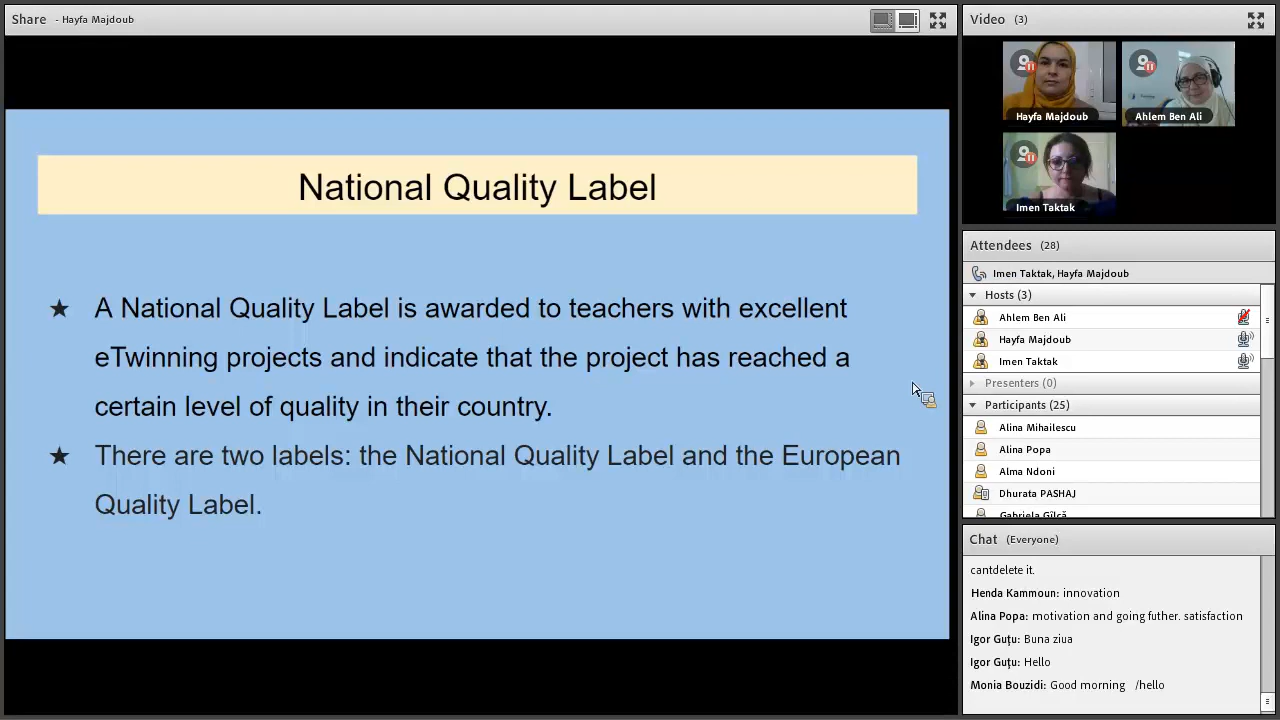 Share - Hayfa Majdoub
National Quality Label
★ A National Quality Label is awarded to teachers with excellent
eTwinning projects and indicate that the project has reached a
certain level of quality in their country.
★ There are two labels: the National Quality Label and the European
Quality Label.
Video (3)
Hayfa Majdoub
Ahlem Ben Ali
Imen Taktak
Attendees (28)
Imen Taktak, Hayfa Majdoub
Hosts (3)
Ahlem Ben Ali
Hayfa Majdoub
Imen Taktak
Presenters (0)
Participants (25)
Alina Mihailescu
Alina Popa
Alma Ndoni
Dhurata PASHAJ
Gabriela Gîlcă
Chat (Everyone)
cantdelete it.
Henda Kammoun: innovation
Alina Popa: motivation and going futher. satisfaction
Igor Guțu: Buna ziua
Igor Guțu: Hello
Monia Bouzidi: Good morning /hello